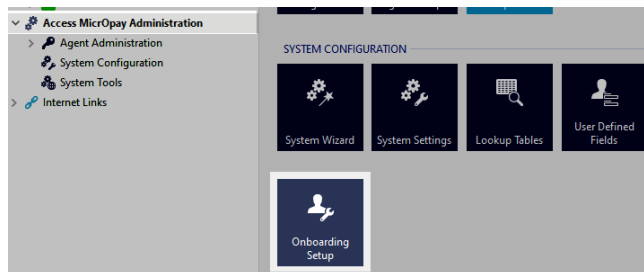 Access MicrOpay Administration
Agent Administration
System Configuration
System Tools
Internet Links
SYSTEM CONFIGURATION
System Wizard
System Settings
Lookup Tables
User Defined
Fields
Onboarding
Setup